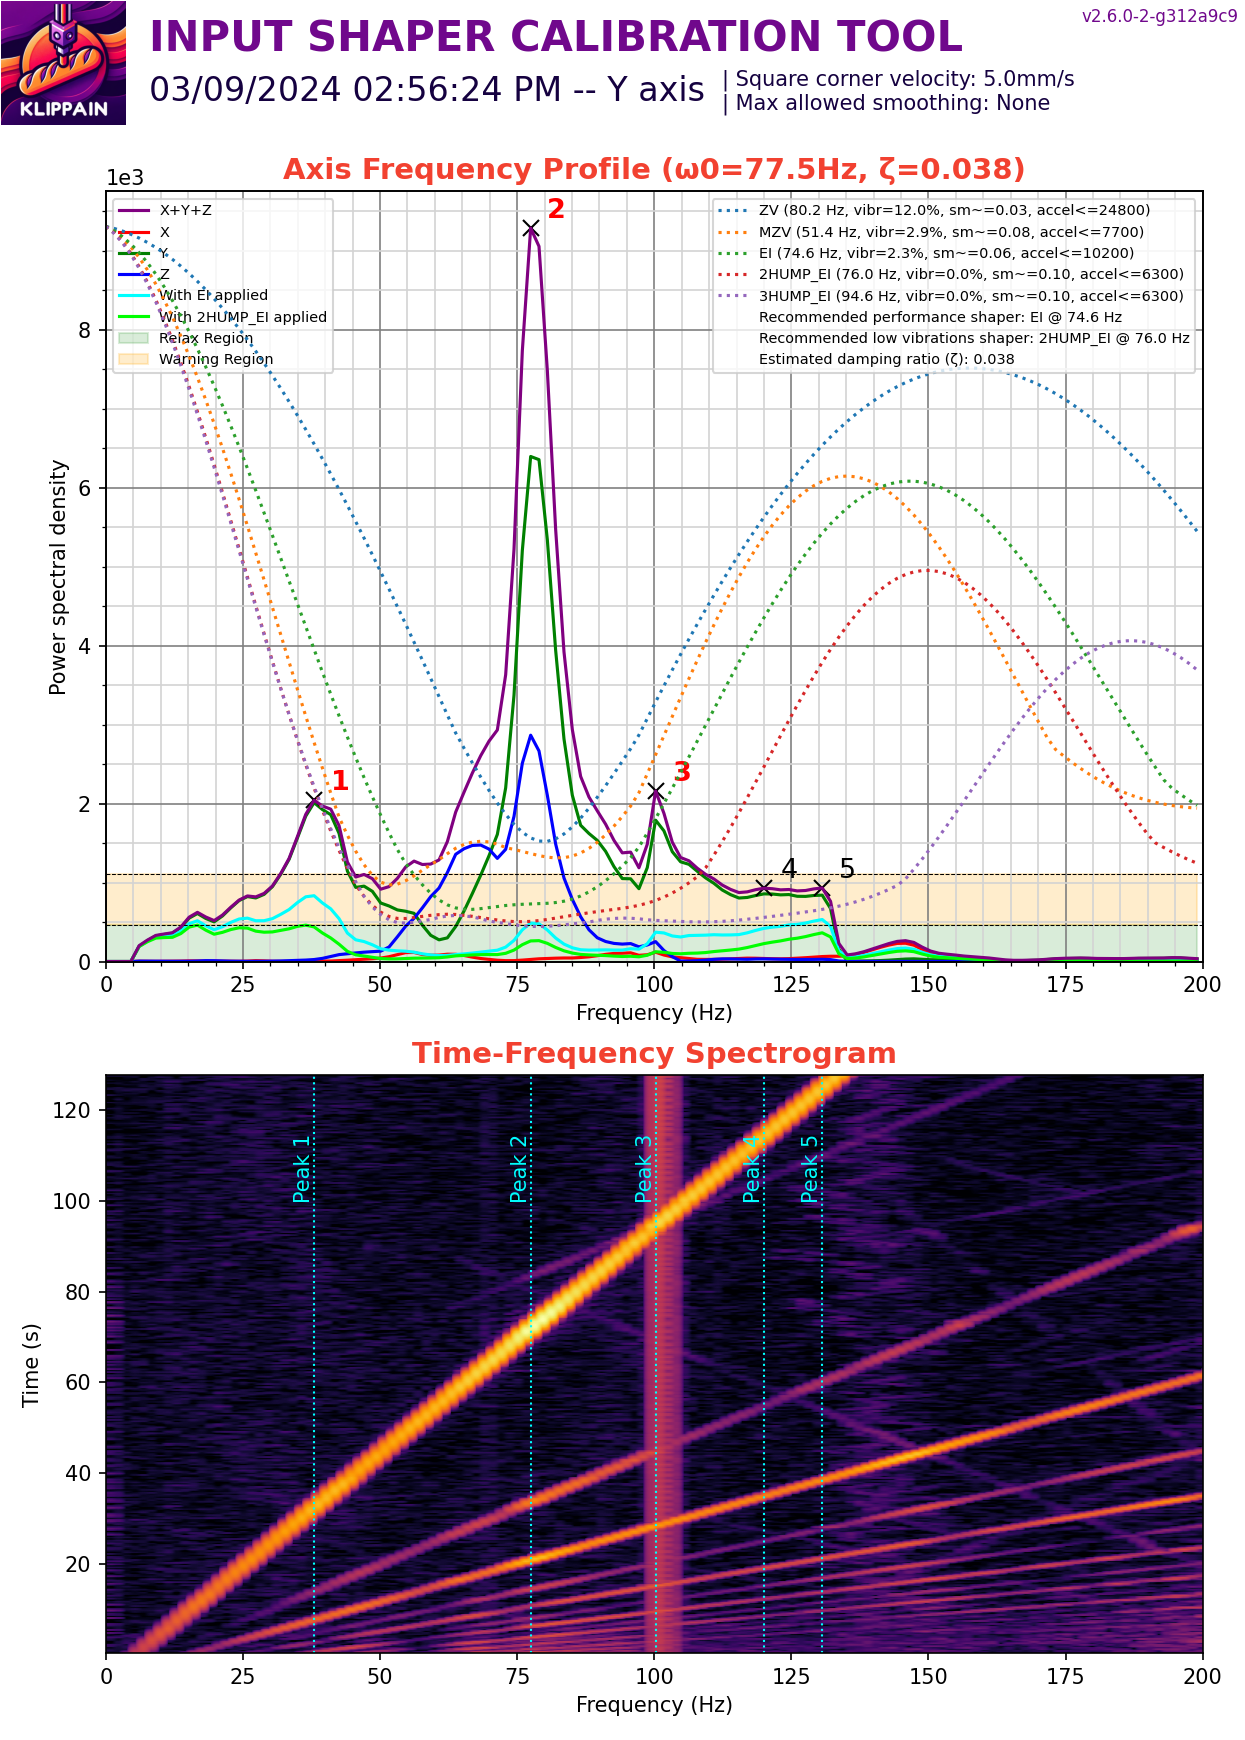 v2.6.0-2-g312a9c9
INPUT SHAPER CALIBRATION TOOL
03/09/2024 02:56:24 PM -- Y axis
| Square corner velocity: 5.0mm/s
| Max allowed smoothing: None
KLIPPAIN
Axis Frequency Profile (ω0=77.5Hz, ζ=0.038)
1e3
X+Y+Z
X
Y
Z
With EI applied
With 2HUMP_EI applied
Relax Region
Warning Region
ZV (80.2 Hz, vibr=12.0%, sm~=0.03, accel<=24800)
MZV (51.4 Hz, vibr=2.9%, sm~=0.08, accel<=7700)
EI (74.6 Hz, vibr=2.3%, sm~=0.06, accel<=10200)
2HUMP_EI (76.0 Hz, vibr=0.0%, sm~=0.10, accel<=6300)
3HUMP_EI (94.6 Hz, vibr=0.0%, sm~=0.10, accel<=6300)
Recommended performance shaper: EI @ 74.6 Hz
Recommended low vibrations shaper: 2HUMP_EI @ 76.0 Hz
Estimated damping ratio (ζ): 0.038
2
1
3
4
5
Power spectral density
8
6
4
2
0
0 25 50 75 100 125 150 175 200
Frequency (Hz)
Time-Frequency Spectrogram
Time (s)
120
100
80
60
40
20
Peak 1
Peak 2
Peak 3
Peak 4
Peak 5
0 25 50 75 100 125 150 175 200
Frequency (Hz)